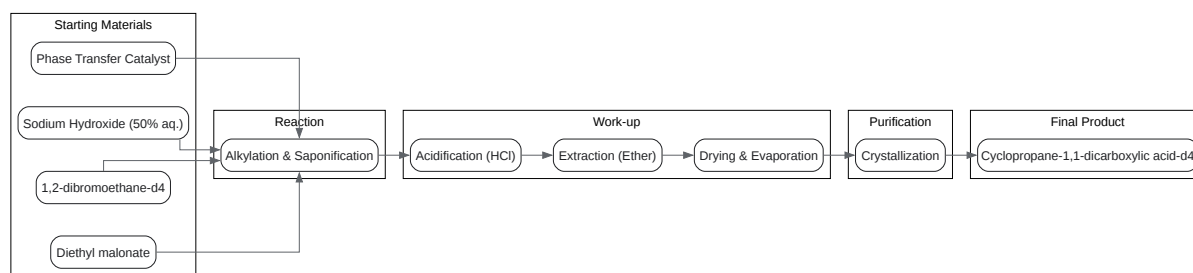 Starting Materials
Phase Transfer Catalyst
Sodium Hydroxide (50% aq.)
1,2-dibromoethane-d4
Diethyl malonate
Reaction
Alkylation & Saponification
Work-up
Acidification (HCl)
Extraction (Ether)
Drying & Evaporation
Purification
Crystallization
Final Product
Cyclopropane-1,1-dicarboxylic acid-d4